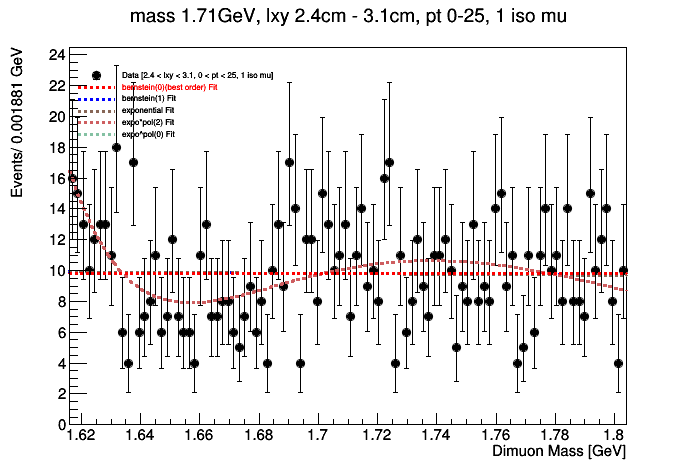 mass 1.71GeV, lxy 2.4cm - 3.1cm, pt 0-25, 1 iso mu
Events/ 0.001881 GeV
24
22
20
18
16
14
12
10
8
6
4
2
0
Data [2.4 < lxy < 3.1, 0 < pt < 25, 1 iso mu]
bernstein(0)(best order) Fit
bernstein(1) Fit
exponential Fit
expo*pol(2) Fit
expo*pol(0) Fit
1.62 1.64 1.66 1.68 1.7 1.72 1.74 1.76 1.78 1.8
Dimuon Mass [GeV]